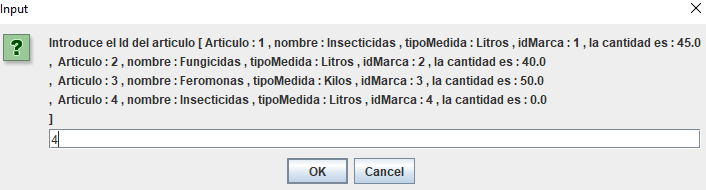 Input
Introduce el Id del articulo [ Articulo : 1 , nombre : Insecticidas , tipoMedida : Litros , idMarca : 1 , la cantidad es : 45.0
, Articulo : 2 , nombre : Fungicidas , tipoMedida : Litros , idMarca : 2 , la cantidad es : 40.0
, Articulo : 3 , nombre : Feromonas , tipoMedida : Kilos , idMarca : 3 , la cantidad es : 50.0
, Articulo : 4 , nombre : Insecticidas , tipoMedida : Litros , idMarca : 4 , la cantidad es : 0.0
]
4
OK Cancel